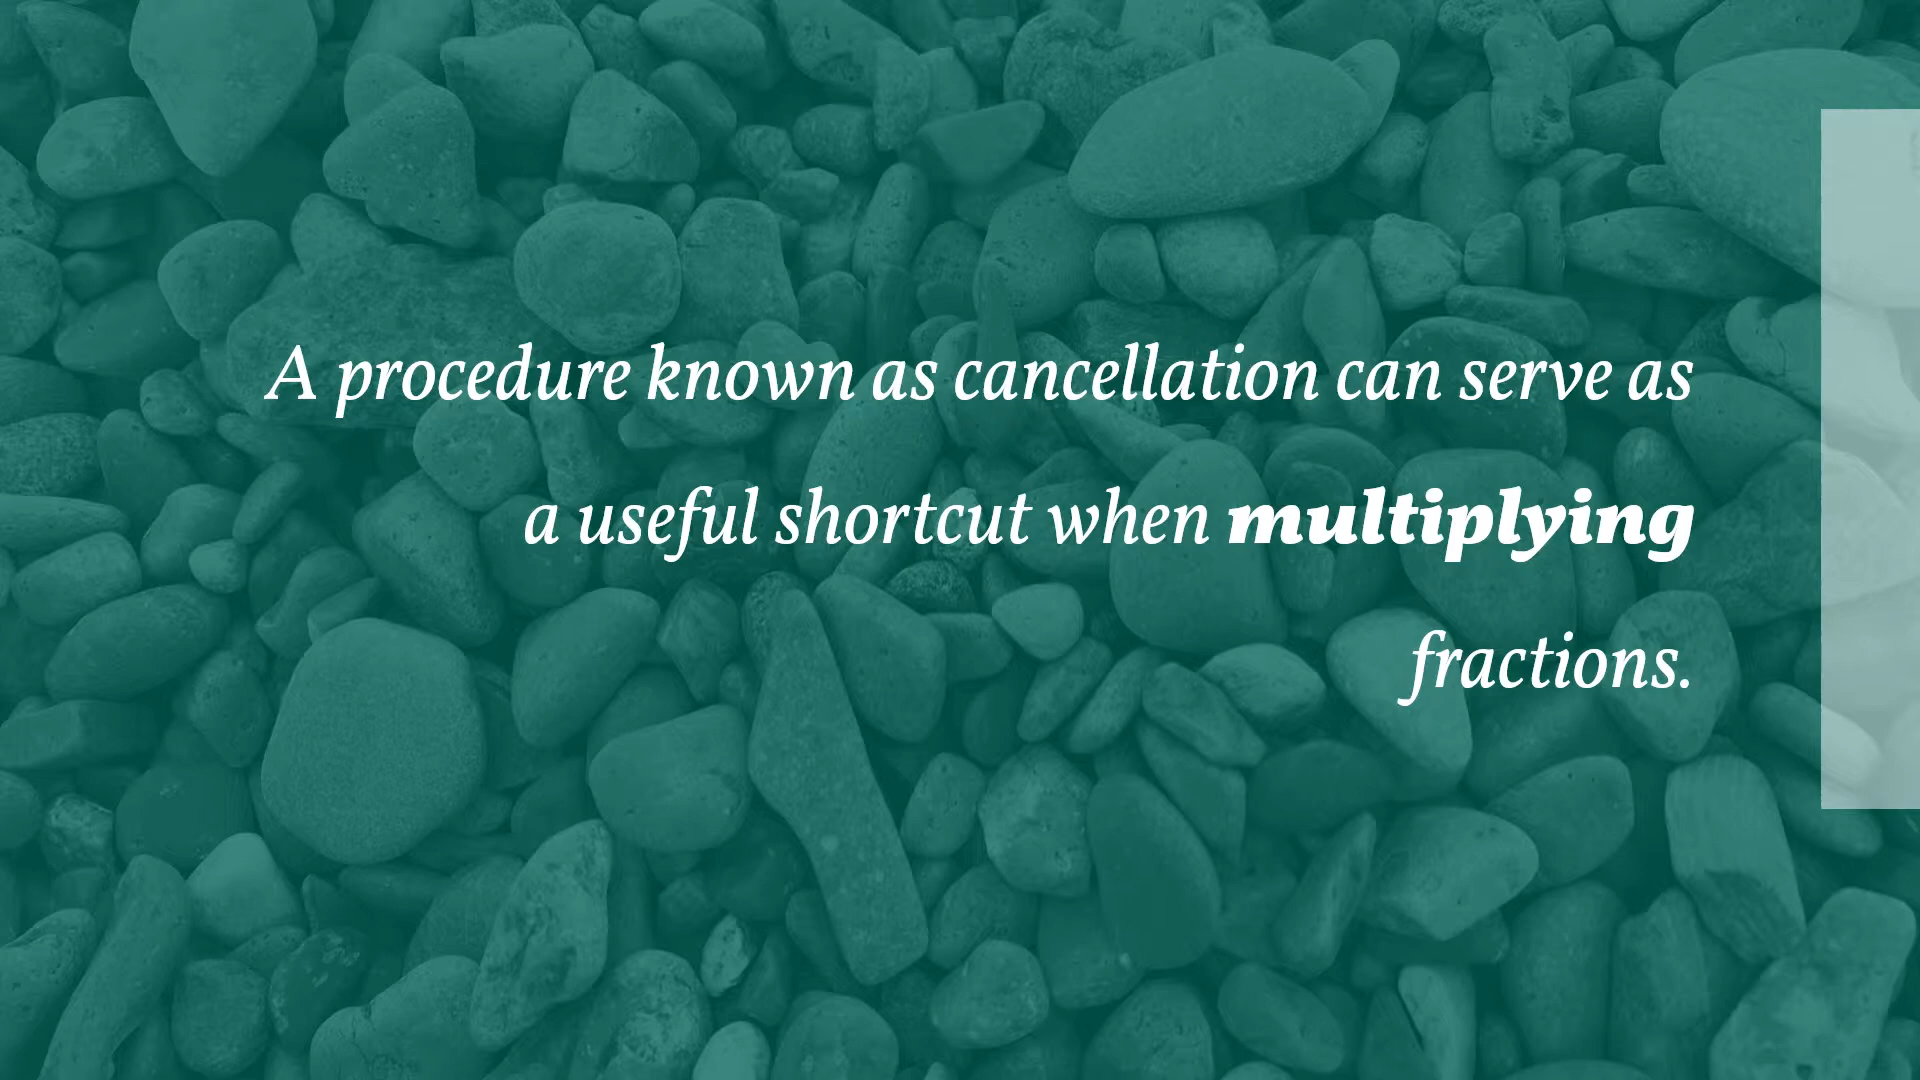 A procedure known as cancellation can serve as
a useful shortcut when multiplying
fractions.